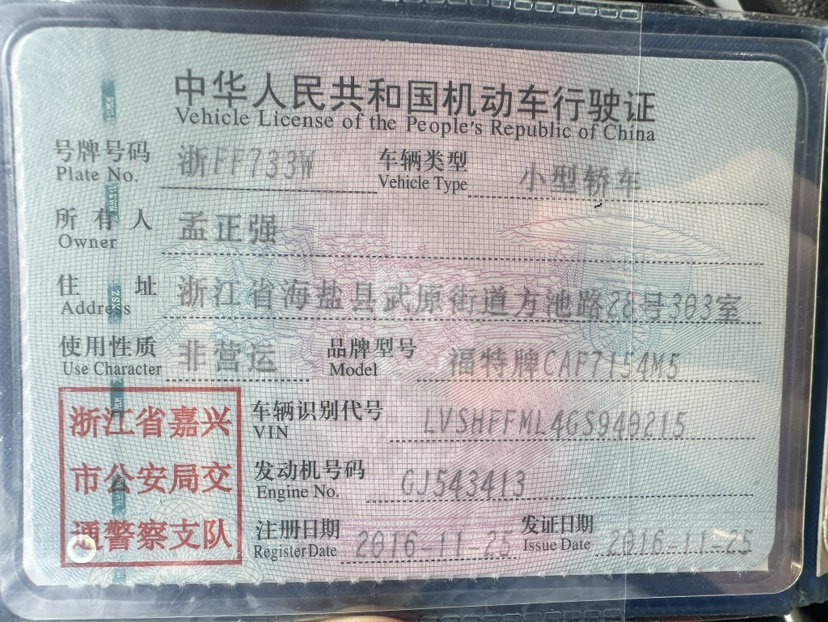 中华人民共和国机动车行驶证
Vehicle License of the People's Republic of China
号牌号码 浙FF733W 车辆类型 小型轿车
Plate No. Vehicle Type
所有人 孟正强
Owner
住址 浙江省海盐县武原街道方池路28号303室
Address
使用性质 非营运 品牌型号 福特牌CAF7154M5
Use Character Model
浙江省嘉兴
市公安局交
通警察支队
车辆识别代号 LVSHFFML4GS940215
VIN
发动机号码 GJ543413
Engine No.
注册日期 2016-11-25 发证日期 2016-11-25
Register Date Issue Date